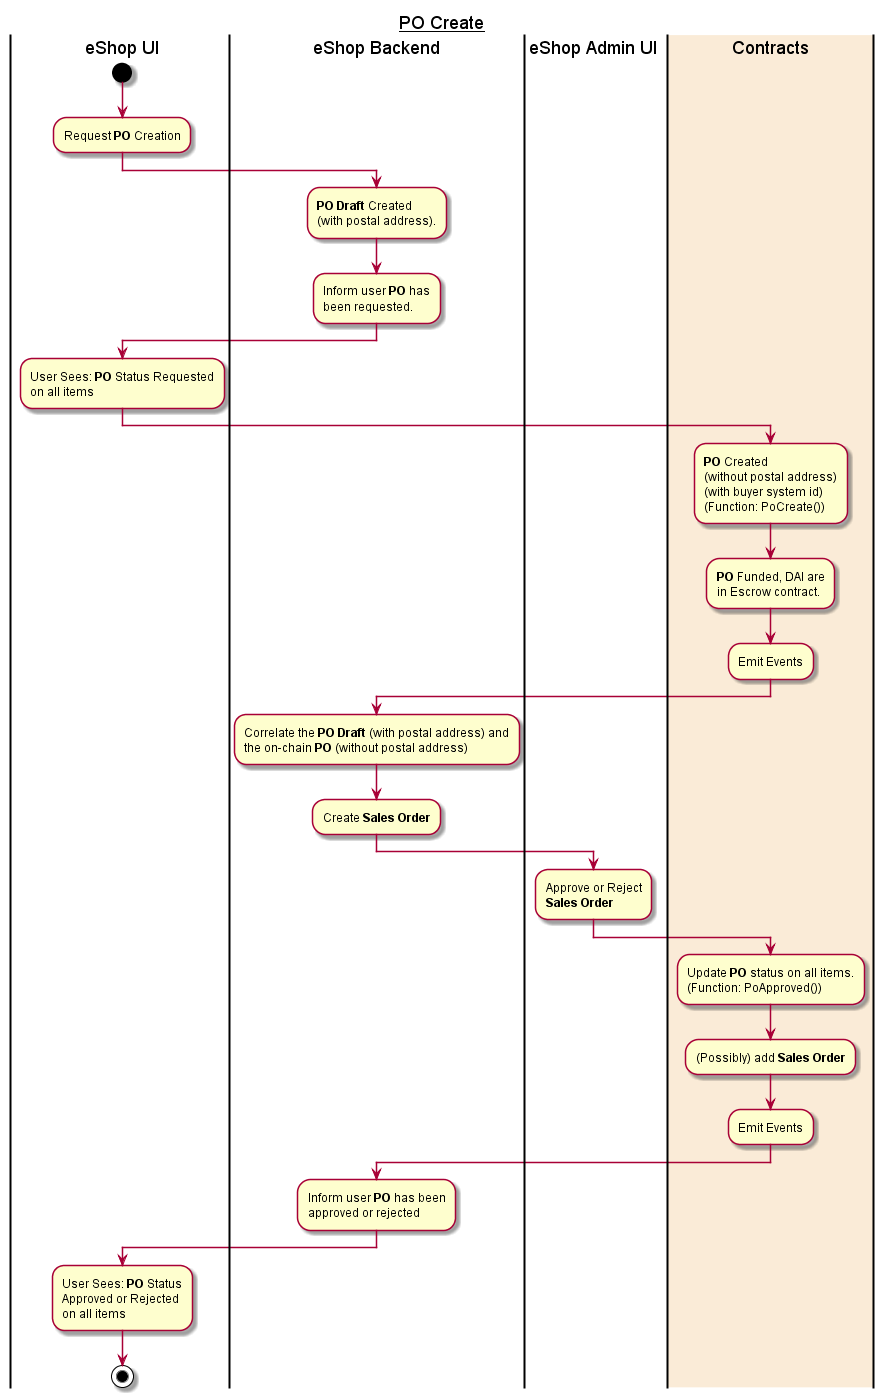 PO Create
eShop UI
eShop Backend
eShop Admin UI
Contracts
Request PO Creation
PO Draft Created
(with postal address).
Inform user PO has
been requested.
User Sees: PO Status Requested
on all items
PO Created
(without postal address)
(with buyer system id)
(Function: PoCreate())
PO Funded, DAI are
in Escrow contract.
Emit Events
Correlate the PO Draft (with postal address) and
the on-chain PO (without postal address)
Create Sales Order
Approve or Reject
Sales Order
Update PO status on all items.
(Function: PoApproved())
(Possibly) add Sales Order
Emit Events
Inform user PO has been
approved or rejected
User Sees: PO Status
Approved or Rejected
on all items